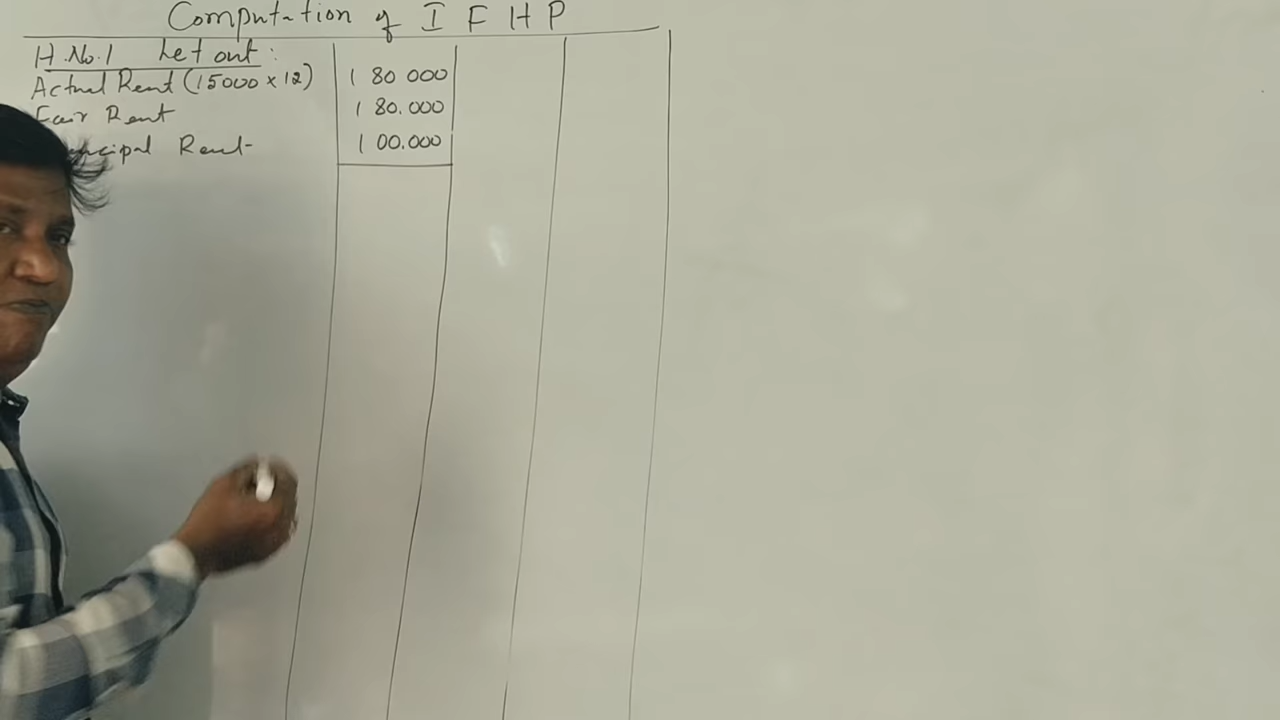 Computation of I F H P
H.No.1 Let out:
Actual Rent (15000 x 12) 1 80 000
Fair Rent 1 80.000
Rent 1 00.000